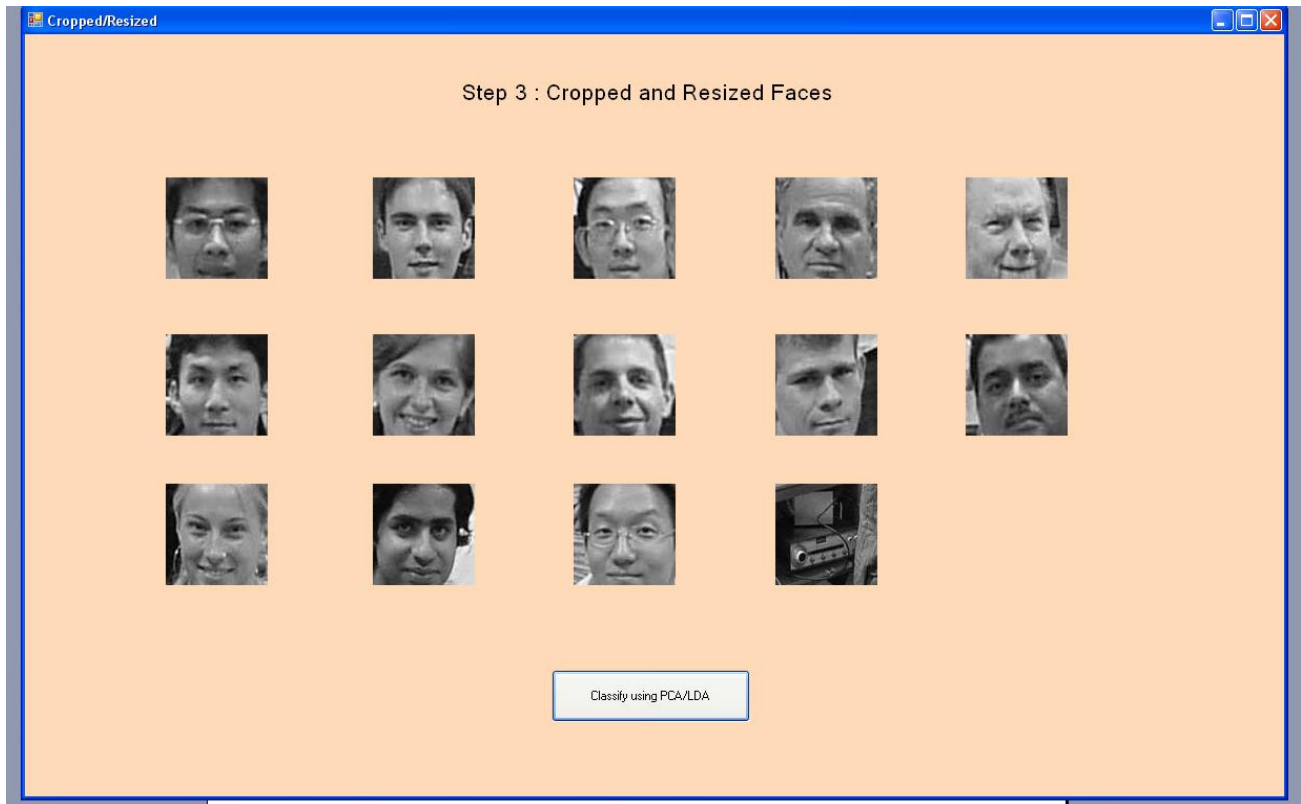 Cropped/Resized
Step 3 : Cropped and Resized Faces
Classify using PCA/LDA